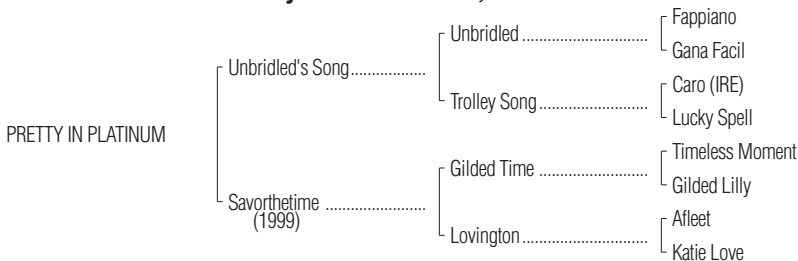 Fappiano
Unbridled ..............................
Gana Facil
Unbridled's Song..................
Caro (IRE)
Trolley Song..........................
Lucky Spell
PRETTY IN PLATINUM
Timeless Moment
Gilded Time ..........................
Gilded Lilly
Savorthetime ........................
(1999)
Afleet
Lovington..............................
Katie Love